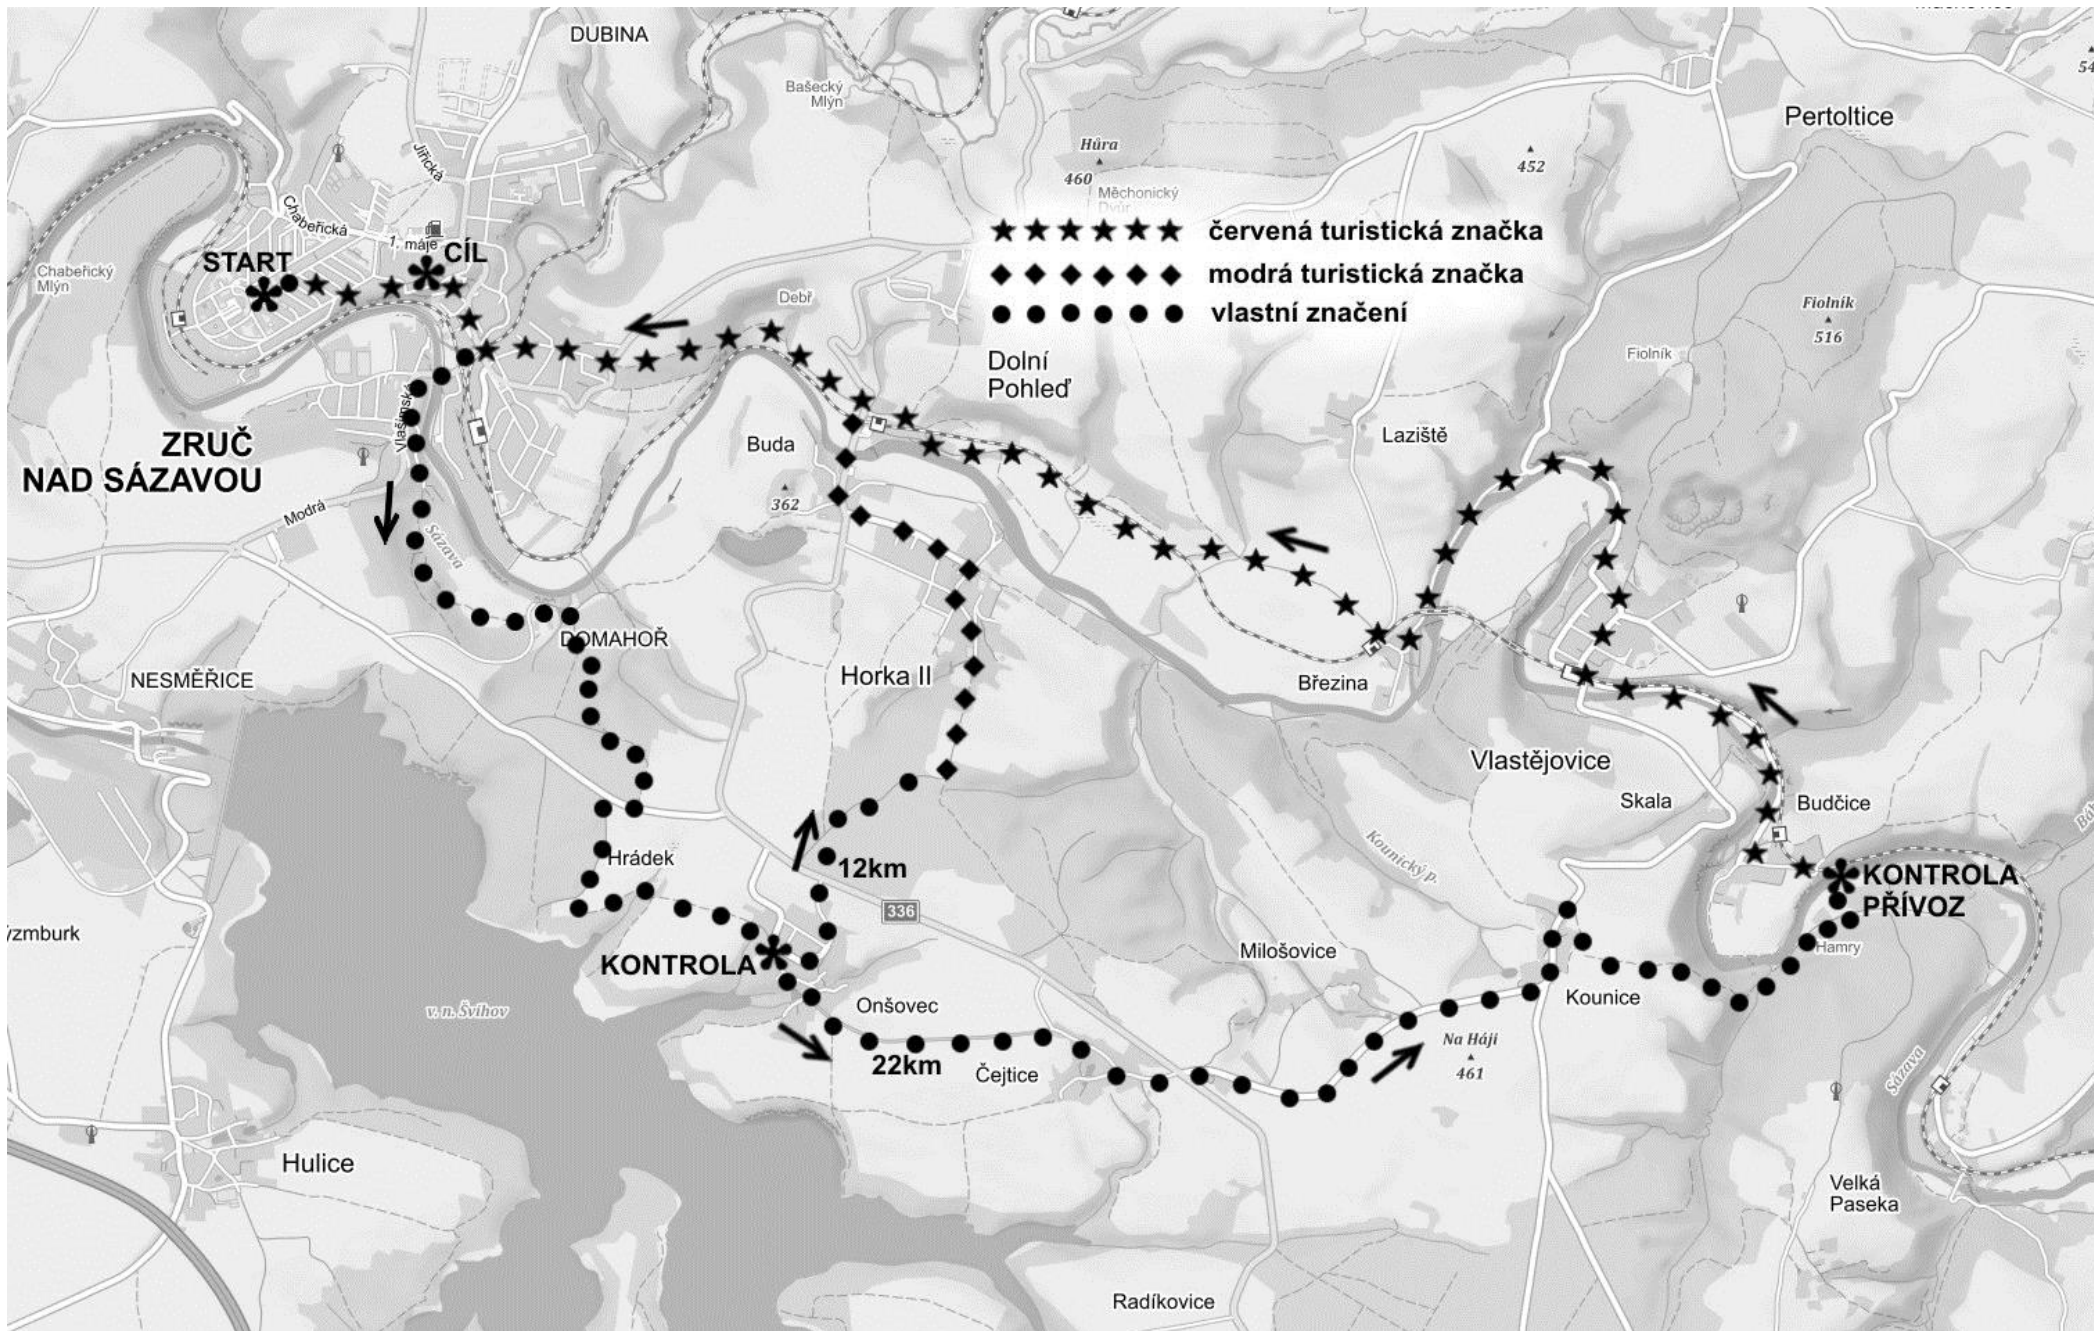 DUBINA
Bašecký
Mlýn
Pertoltice
Jiřická
Hůra
460
Měchonický
Dvůr
452
Chabeřická
1. máje
CÍL
START
Chabeřický
Mlýn
červená turistická značka
modrá turistická značka
vlastní značení
Debř
Fiolník
516
Fiolník
Dolní
Pohleď
Vlašimská
ZRUČ
NAD SÁZAVOU
Buda
Laziště
362
Modrá
Sázava
DOMAHOŘ
NESMĚŘICE
Horka II
Březina
Vlastějovice
Skala
Budčice
Hrádek
12km
Kounický p.
KONTROLA
PŘÍVOZ
336
Hamry
KONTROLA
Milošovice
Onšovec
Kounice
v. n. Švihov
22km
Čejtice
Na Háji
461
Sázava
Hulice
Velká
Paseka
Radíkovice